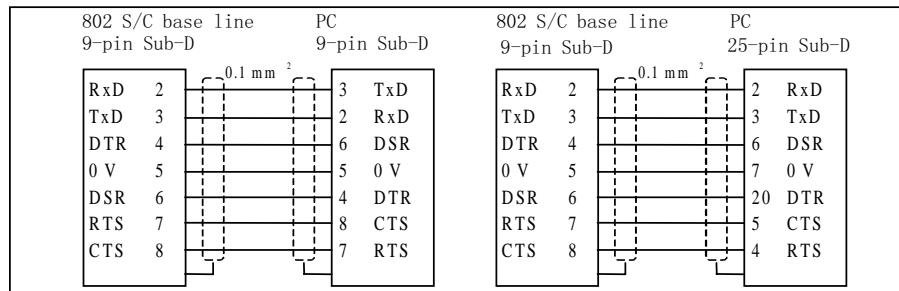 802 S/C base line
9-pin Sub-D
PC
9-pin Sub-D
0.1 mm ²
RxD 2 3 TxD
TxD 3 2 RxD
DTR 4 6 DSR
0 V 5 5 0 V
DSR 6 4 DTR
RTS 7 8 CTS
CTS 8 7 RTS
802 S/C base line
9-pin Sub-D
PC
25-pin Sub-D
0.1 mm ²
RxD 2 2 RxD
TxD 3 3 TxD
DTR 4 6 DSR
0 V 5 7 0 V
DSR 6 20 DTR
RTS 7 5 CTS
CTS 8 4 RTS